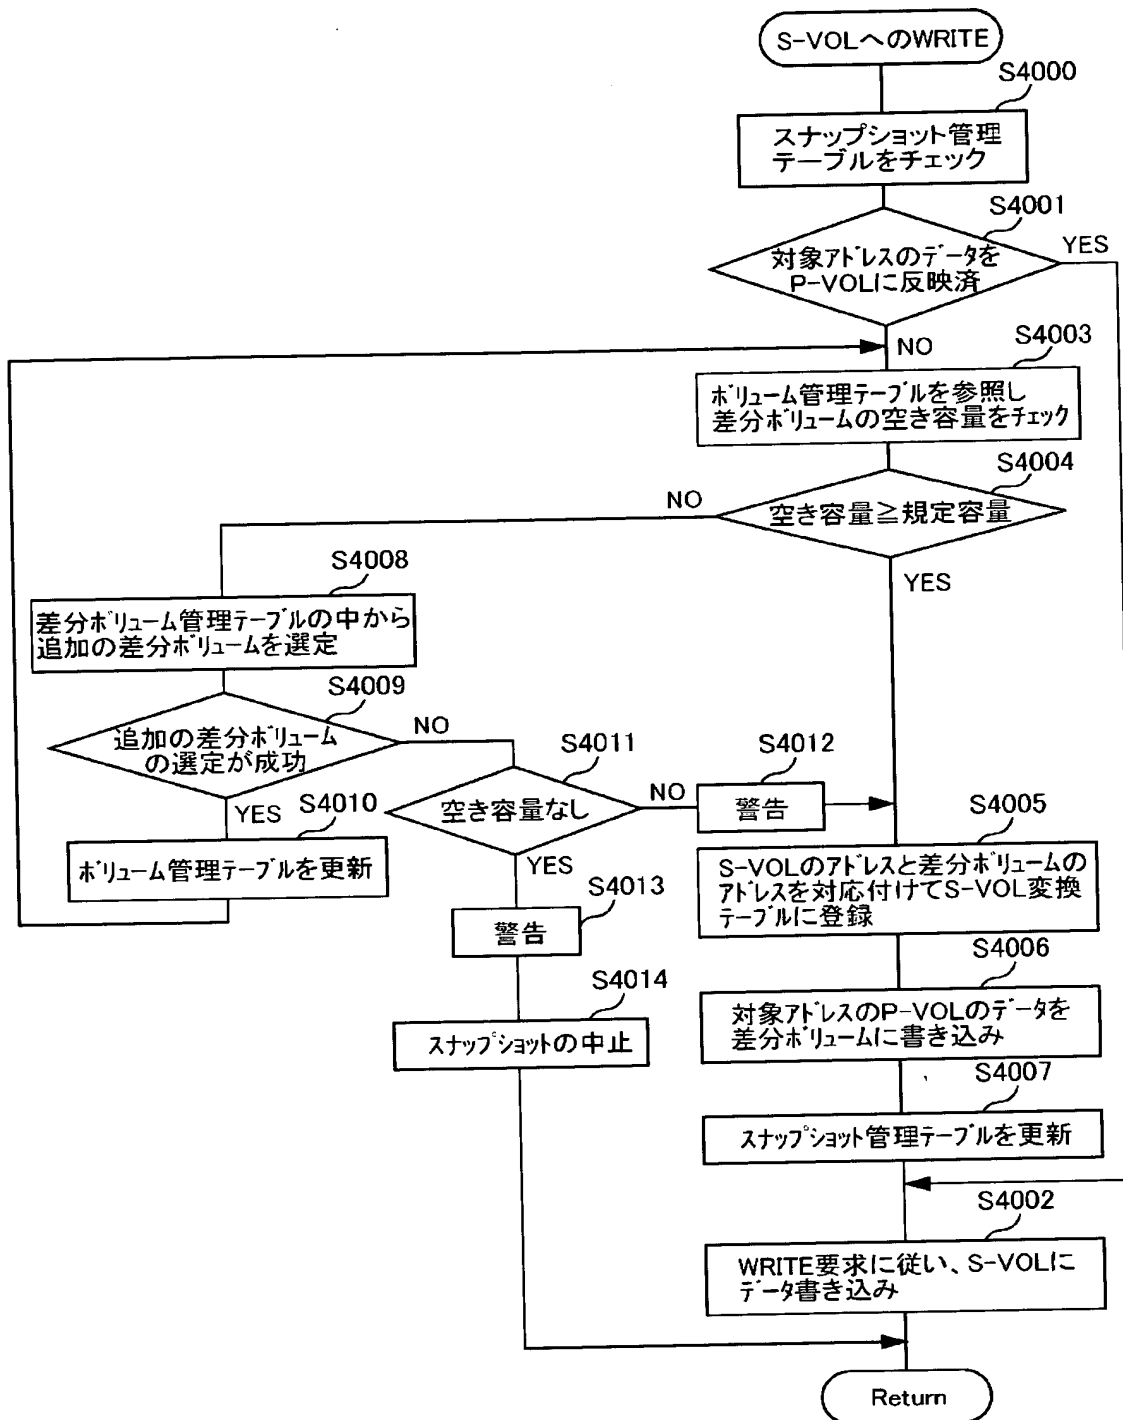 S-VOLへのWRITE
S4000
スナップショット管理
テーブルをチェック
S4001
対象アドレスのデータを
P-VOLに反映済
YES
NO
S4003
ボリューム管理テーブルを参照し
差分ボリュームの空き容量をチェック
S4004
空き容量≧規定容量
NO
YES
S4008
差分ボリューム管理テーブルの中から
追加の差分ボリュームを選定
S4009
追加の差分ボリューム
の選定が成功
NO
YES
S4010
ボリューム管理テーブルを更新
S4011
空き容量なし
NO
YES
S4012
警告
S4013
警告
S4014
スナップショットの中止
S4005
S-VOLのアドレスと差分ボリュームの
アドレスを対応付けてS-VOL変換
テーブルに登録
S4006
対象アドレスのP-VOLのデータを
差分ボリュームに書き込み
S4007
スナップショット管理テーブルを更新
S4002
WRITE要求に従い、S-VOLに
データ書き込み
Return